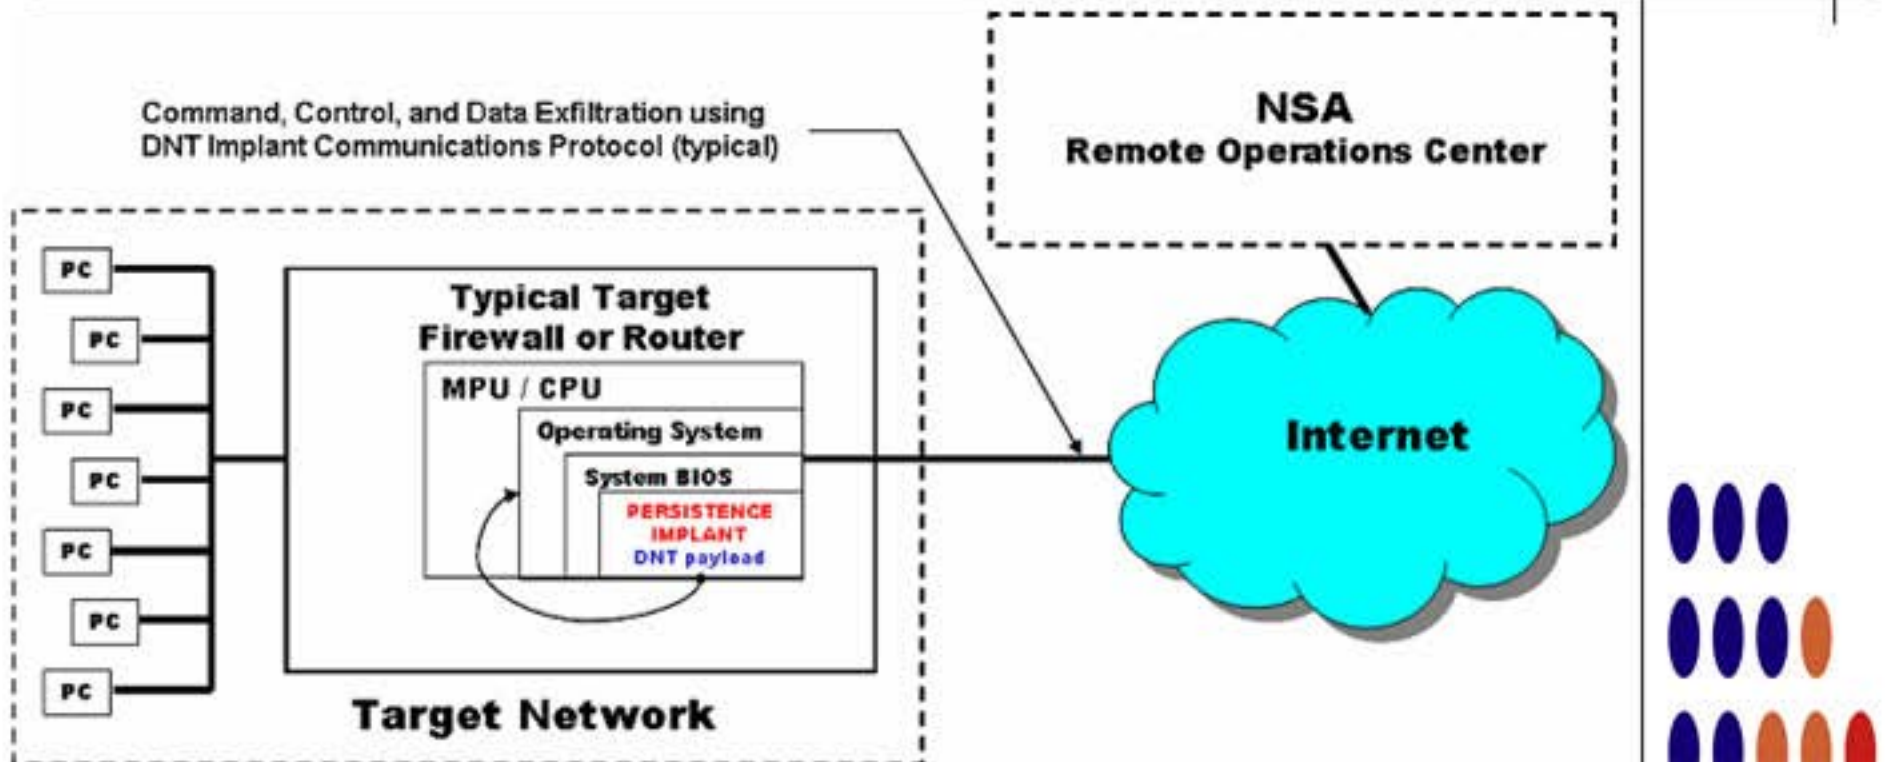 Command, Control, and Data Exfiltration using
DNT Implant Communications Protocol (typical)
NSA
Remote Operations Center
PC
PC
PC
PC
PC
PC
PC
Typical Target
Firewall or Router
MPU / CPU
Operating System
System BIOS
PERSISTENCE
IMPLANT
DNT payload
Internet
Target Network